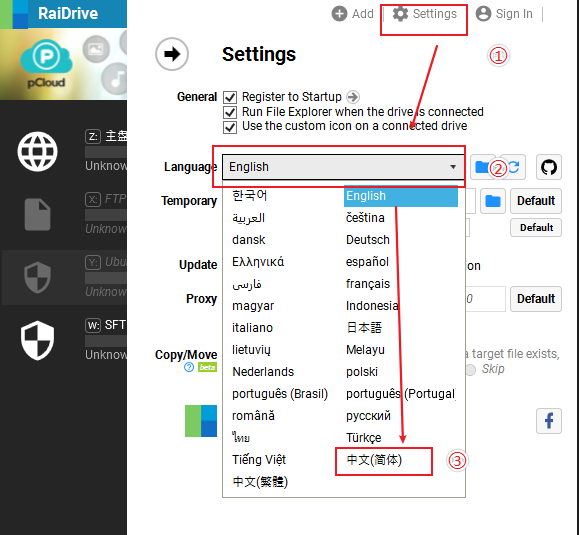 RaiDrive
Add
Settings
Sign In
pCloud
Settings
①
General
Register to Startup
Run File Explorer when the drive is connected
Use the custom icon on a connected drive
Z: 主盘
Unknow
Language
English
②
X: FTP
Unknow
Temporary
Default
Default
한국어
English
العربية
čeština
dansk
Deutsch
Ελληνικά
español
فارسی
français
magyar
Indonesia
italiano
日本語
lietuvių
Melayu
Nederlands
polski
português (Brasil)
português (Portugal)
română
русский
ไทย
Türkçe
Tiếng Việt
中文(简体)
③
中文(繁體)
Y: Ubu
Unknow
Update
on
Proxy
0
Default
W: SFT
Unknow
Copy/Move
beta
a target file exists,
Skip